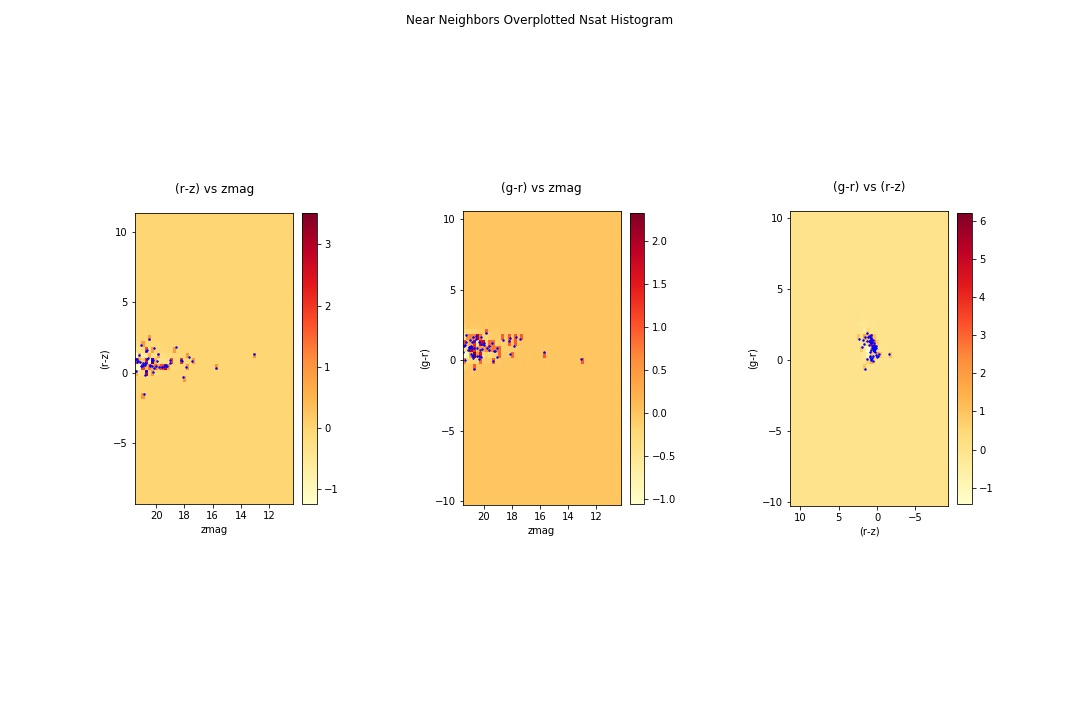 Near Neighbors Overplotted Nsat Histogram
(r-z) vs zmag
(g-r) vs zmag
(g-r) vs (r-z)
10
5
0
−5
(r-z)
20 18 16 14 12
zmag
3
2
1
0
−1
10
5
0
−5
−10
(g-r)
20 18 16 14 12
zmag
2.0
1.5
1.0
0.5
0.0
−0.5
−1.0
10
5
0
−5
−10
(g-r)
10 5 0 −5
(r-z)
6
5
4
3
2
1
0
−1